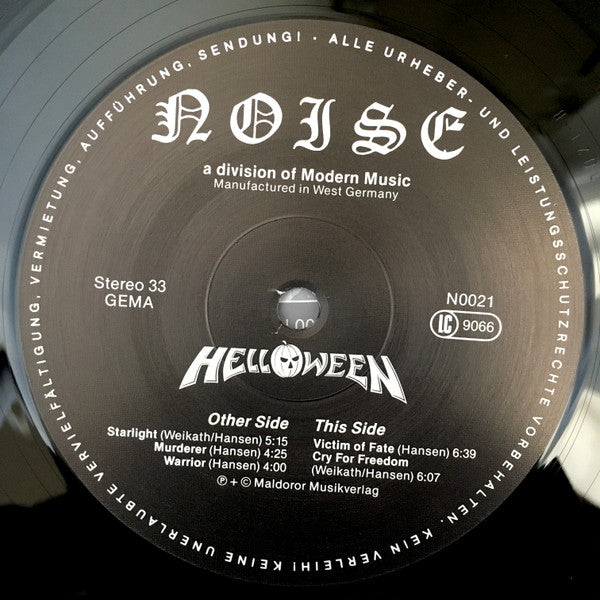 ALLE URHEBER- UND LEISTUNGSSCHUTZRECHTE VORBEHALTEN. KEIN VERLEIH! KEINE UNERLAUBTE VERVIELFÄLTIGUNG, VERMIETUNG, AUFFÜHRUNG, SENDUNG! ·
NOISE
a division of Modern Music
Manufactured in West Germany
Stereo 33
GEMA
N0021
LC 9066
HELLOWEEN
Other Side
Starlight (Weikath/Hansen) 5:15
Murderer (Hansen) 4:25
Warrior (Hansen) 4:00
This Side
Victim of Fate (Hansen) 6:39
Cry For Freedom
(Weikath/Hansen) 6:07
℗ + © Maldoror Musikverlag